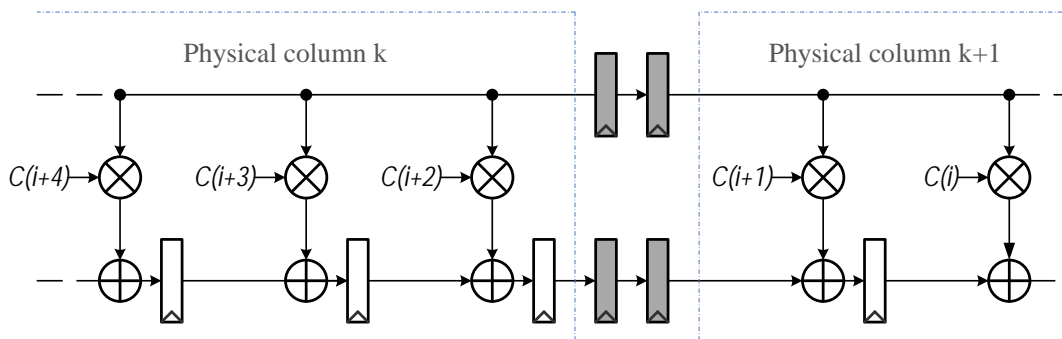 Physical column k
Physical column k+1
C(i+4)
C(i+3)
C(i+2)
C(i+1)
C(i)